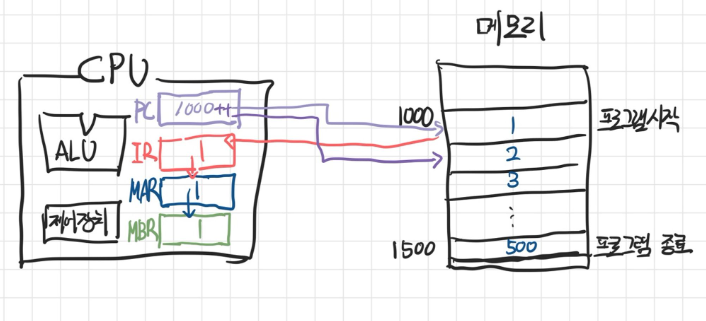 메모리
CPU
PC 1000++
1000
1
프로그램시작
ALU
IR 1
2
3
MAR 1
⋮
제어장치
MBR 1
1500
500
프로그램 종료